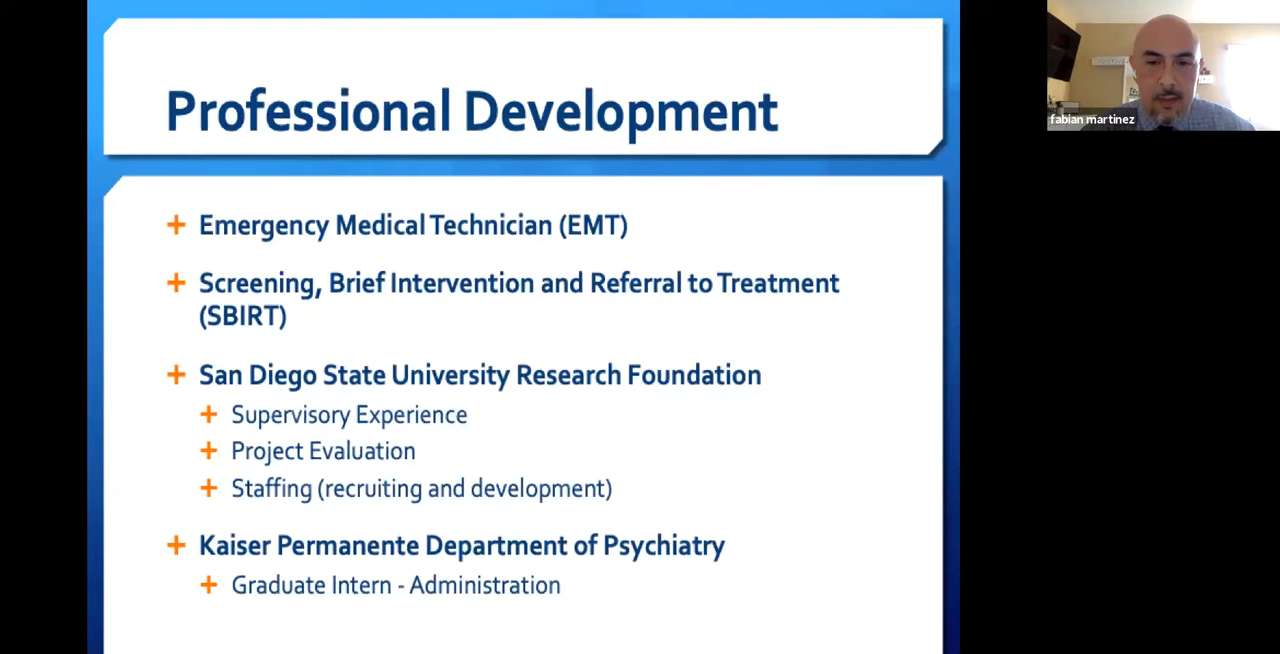 Professional Development
+ Emergency Medical Technician (EMT)
+ Screening, Brief Intervention and Referral to Treatment
(SBIRT)
+ San Diego State University Research Foundation
+ Supervisory Experience
+ Project Evaluation
+ Staffing (recruiting and development)
+ Kaiser Permanente Department of Psychiatry
+ Graduate Intern - Administration
fabian martinez